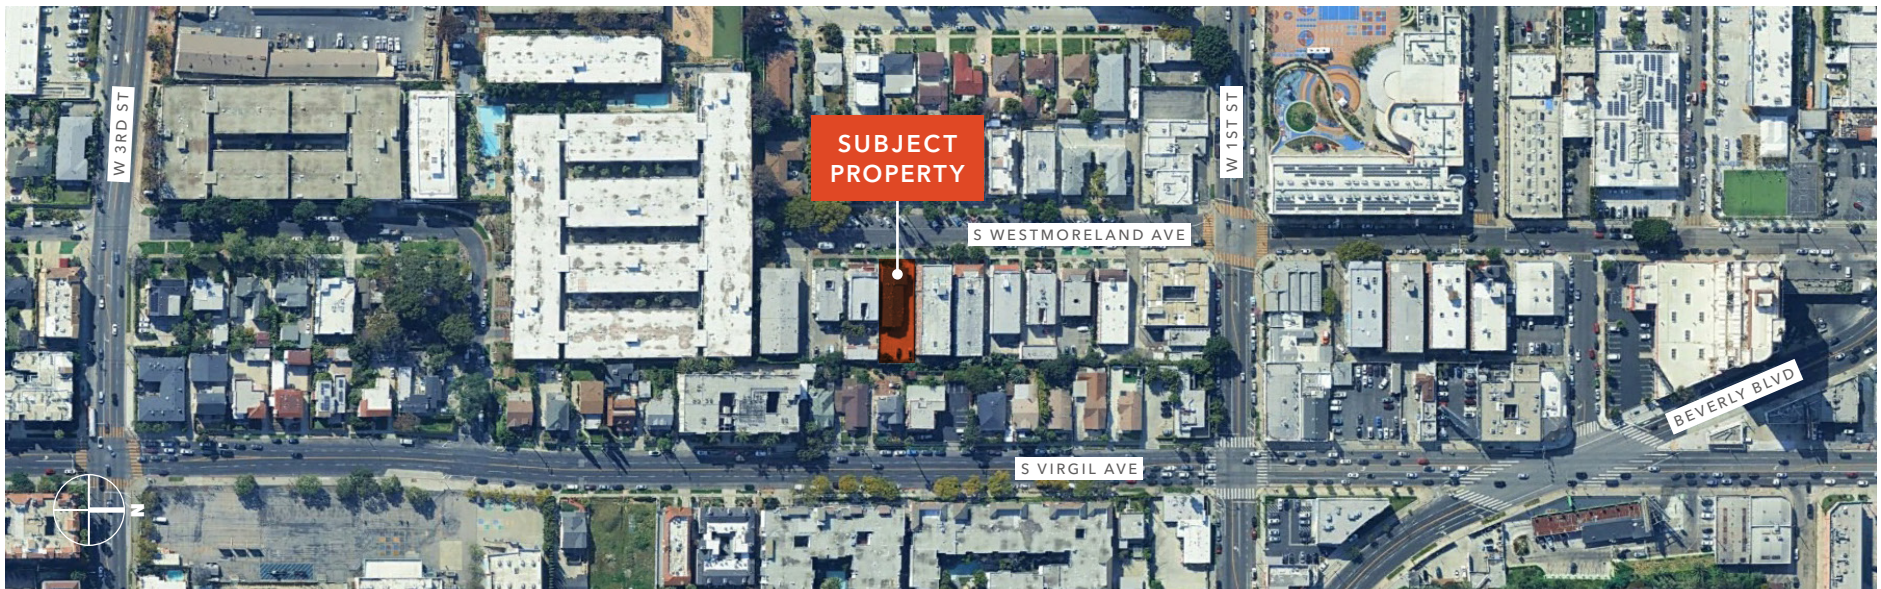 W 3RD ST
SUBJECT
PROPERTY
W 1ST ST
S WESTMORELAND AVE
BEVERLY BLVD
S VIRGIL AVE
N